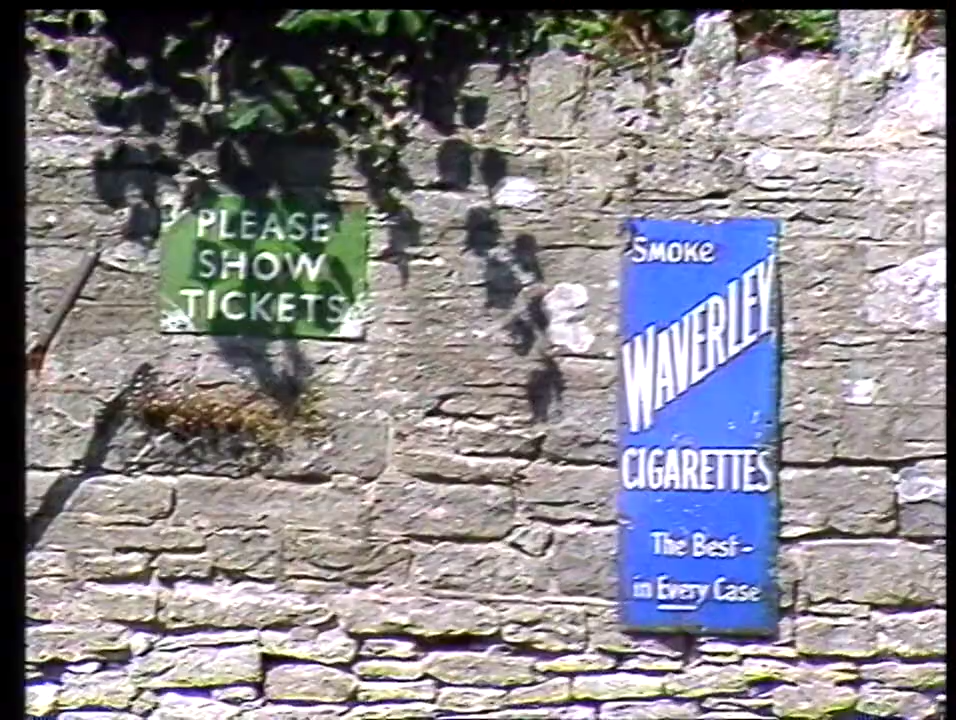 PLEASE
SHOW
TICKETS
SMOKE
WAVERLEY
CIGARETTES
The Best-
in Every Case